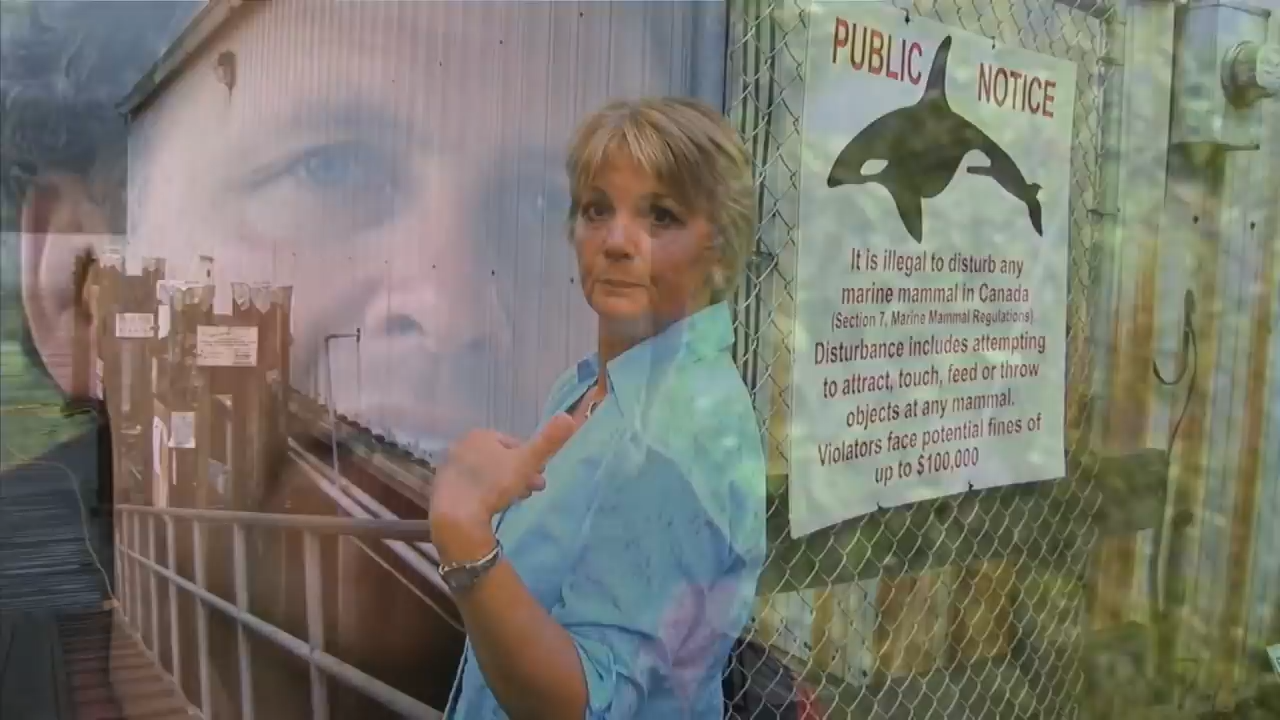 PUBLIC NOTICE
It is illegal to disturb any
marine mammal in Canada
(Section 7, Marine Mammal Regulations)
Disturbance includes attempting
to attract, touch, feed or throw
objects at any mammal.
Violators face potential fines of
up to $100,000